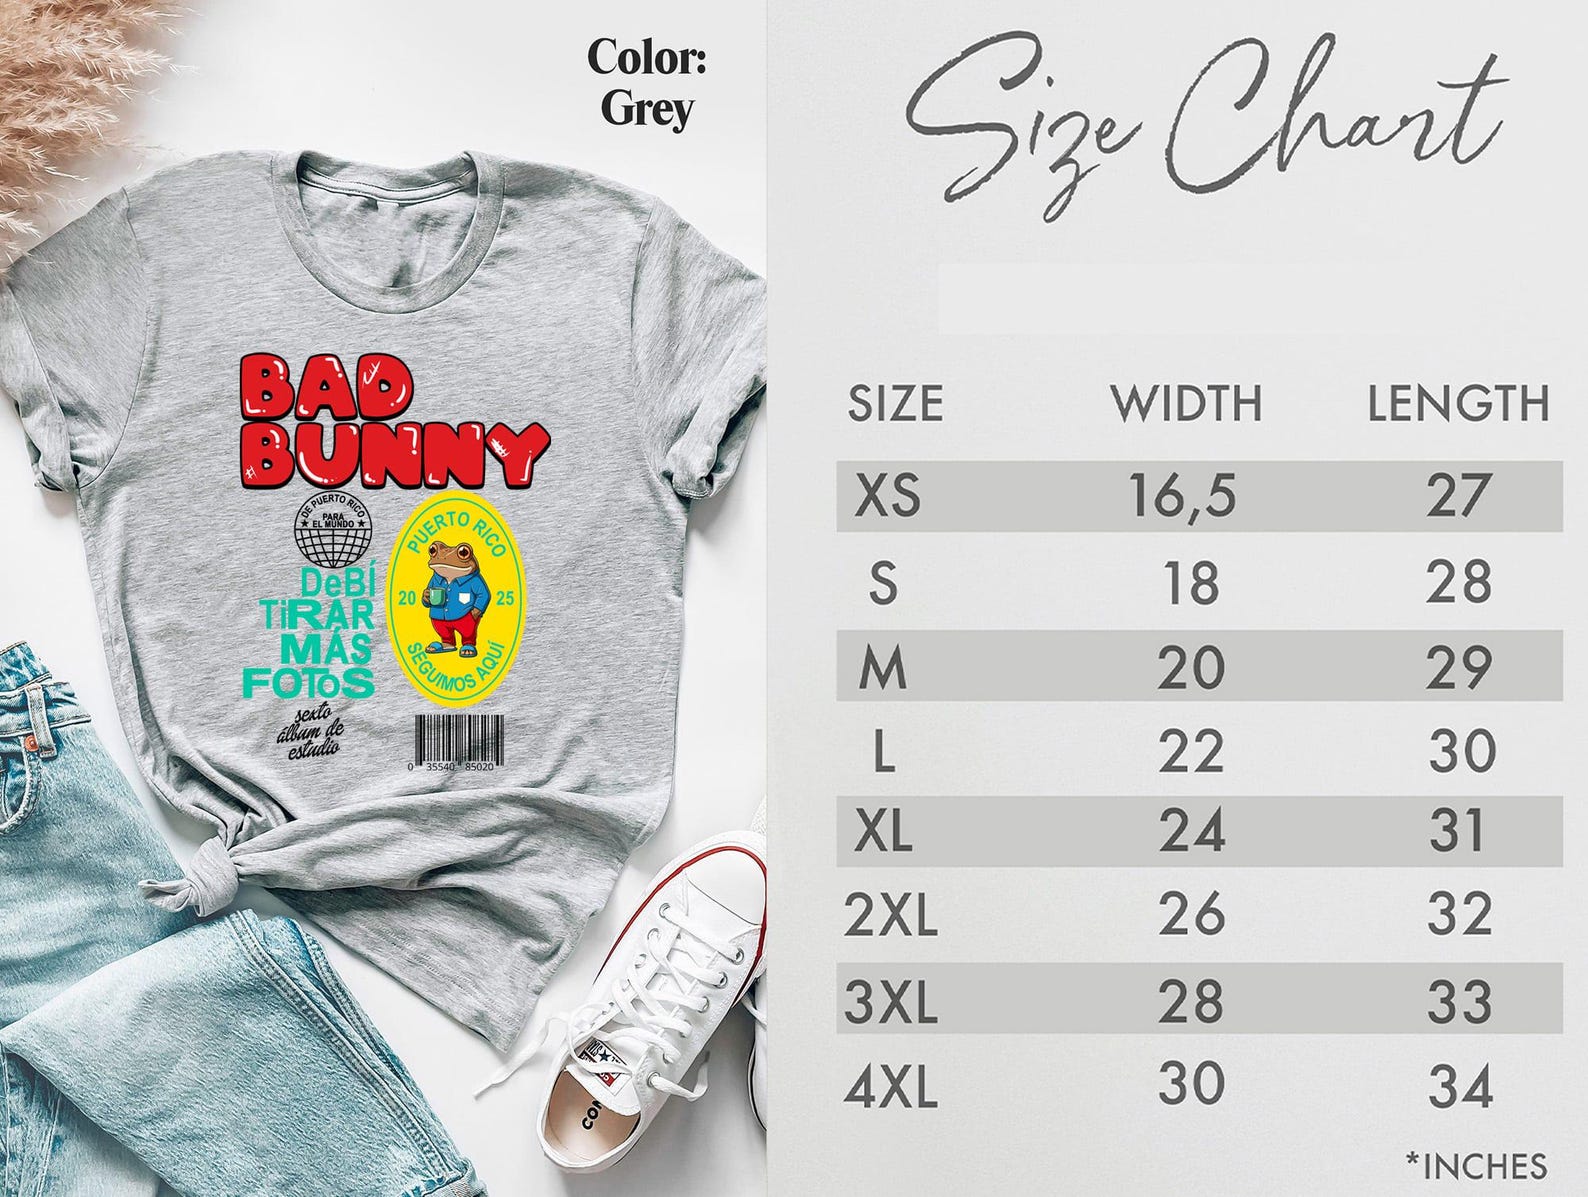 Color:
Grey
BAD
BUNNY
DE PUERTO RICO
PARA
EL MUNDO
DeBÍ
TiRAR
MÁS
FOToS
sexto
álbum de
estudio
PUERTO RICO
20 25
SEGUIMOS AQUÍ
0 35540 85020
CON
Size Chart
SIZE WIDTH LENGTH
XS 16,5 27
S 18 28
M 20 29
L 22 30
XL 24 31
2XL 26 32
3XL 28 33
4XL 30 34
*INCHES